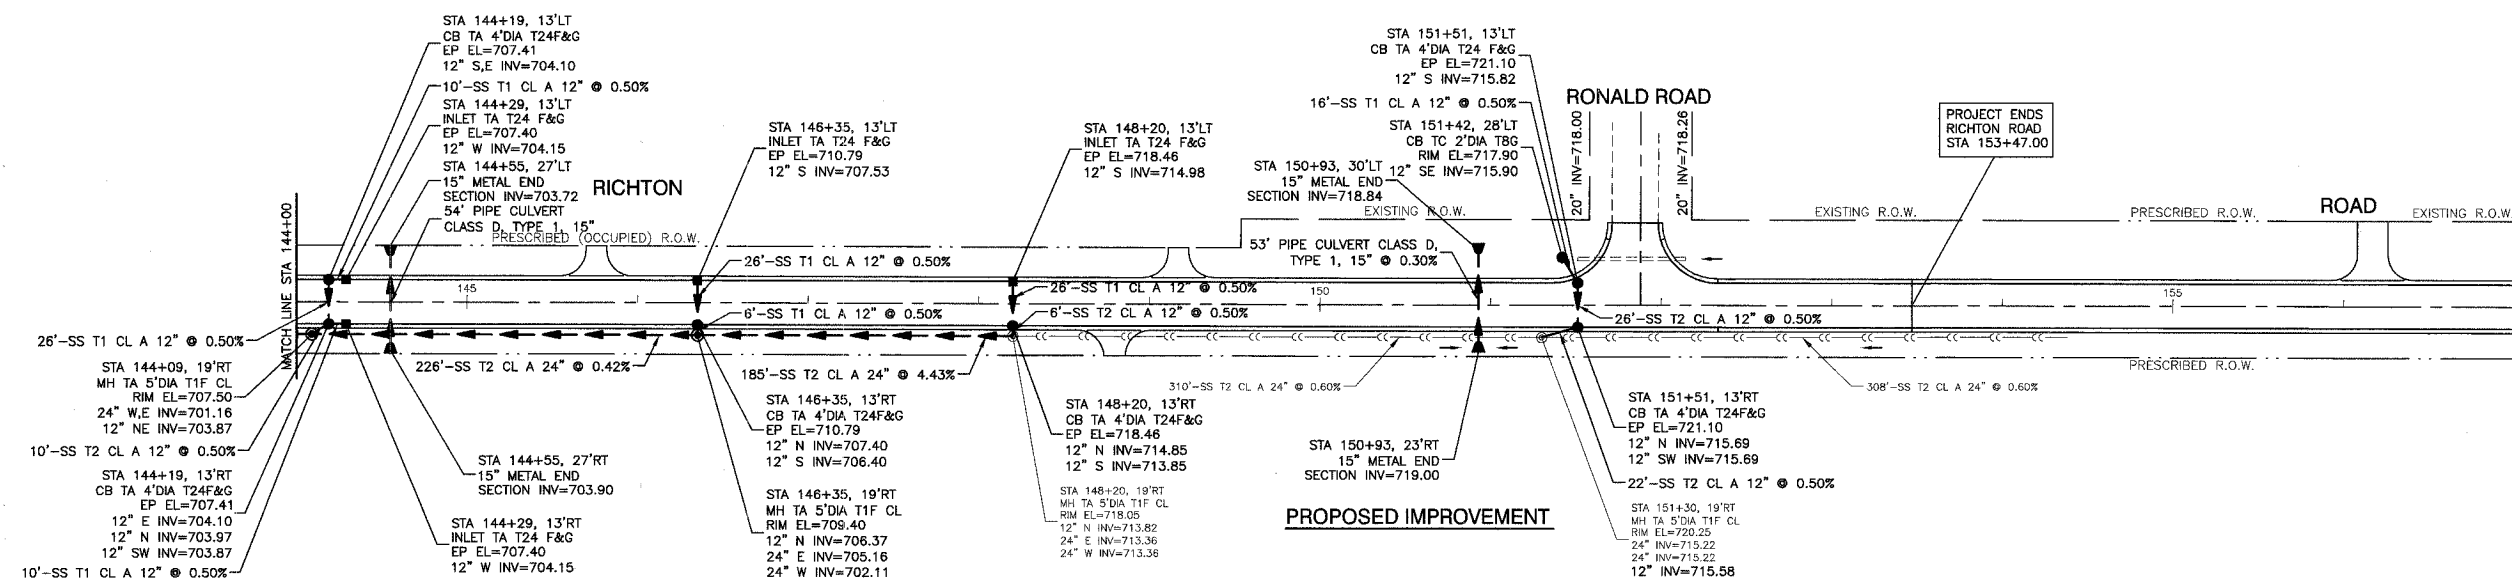 STA 144+19, 13'LT
CB TA 4'DIA T24F&G
EP EL=707.41
12" S,E INV=704.10
10'-SS T1 CL A 12" @ 0.50%
STA 144+29, 13'LT
INLET TA T24 F&G
EP EL=707.40
12" W INV=704.15
STA 144+55, 27'LT
15" METAL END
SECTION INV=703.72
54' PIPE CULVERT
CLASS D, TYPE 1, 15"
RICHTON
PRESCRIBED (OCCUPIED) R.O.W.
MATCH LINE STA 144+00
145
STA 146+35, 13'LT
INLET TA T24 F&G
EP EL=710.79
12" S INV=707.53
26'-SS T1 CL A 12" @ 0.50%
STA 148+20, 13'LT
INLET TA T24 F&G
EP EL=718.46
12" S INV=714.98
26'-SS T1 CL A 12" @ 0.50%
STA 151+51, 13'LT
CB TA 4'DIA T24 F&G
EP EL=721.10
12" S INV=715.82
16'-SS T1 CL A 12" @ 0.50%
STA 151+42, 28'LT
CB TC 2'DIA T8G
RIM EL=717.90
12" SE INV=715.90
STA 150+93, 30'LT
15" METAL END
SECTION INV=718.84
EXISTING R.O.W.
53' PIPE CULVERT CLASS D,
TYPE 1, 15" @ 0.30%
150
RONALD ROAD
20" INV=718.00
20" INV=718.26
PROJECT ENDS
RICHTON ROAD
STA 153+47.00
EXISTING R.O.W.
PRESCRIBED R.O.W.
ROAD
EXISTING R.O.W.
155
26'-SS T1 CL A 12" @ 0.50%
STA 144+09, 19'RT
MH TA 5'DIA T1F CL
RIM EL=707.50
24" W,E INV=701.16
12" NE INV=703.87
10'-SS T2 CL A 12" @ 0.50%
STA 144+19, 13'RT
CB TA 4'DIA T24F&G
EP EL=707.41
12" E INV=704.10
12" N INV=703.97
12" SW INV=703.87
10'-SS T1 CL A 12" @ 0.50%
STA 144+55, 27'RT
15" METAL END
SECTION INV=703.90
STA 144+29, 13'RT
INLET TA T24 F&G
EP EL=707.40
12" W INV=704.15
226'-SS T2 CL A 24" @ 0.42%
6'-SS T1 CL A 12" @ 0.50%
185'-SS T2 CL A 24" @ 4.43%
STA 146+35, 13'RT
CB TA 4'DIA T24F&G
EP EL=710.79
12" N INV=707.40
12" S INV=706.40
STA 146+35, 19'RT
MH TA 5'DIA T1F CL
RIM EL=709.40
12" N INV=706.37
24" E INV=705.16
24" W INV=702.11
6'-SS T2 CL A 12" @ 0.50%
STA 148+20, 13'RT
CB TA 4'DIA T24F&G
EP EL=718.46
12" N INV=714.85
12" S INV=713.85
STA 148+20, 19'RT
MH TA 5'DIA T1F CL
RIM EL=718.05
12" N INV=713.82
24" E INV=713.36
24" W INV=713.36
310'-SS T2 CL A 24" @ 0.60%
STA 150+93, 23'RT
15" METAL END
SECTION INV=719.00
PROPOSED IMPROVEMENT
26'-SS T2 CL A 12" @ 0.50%
308'-SS T2 CL A 24" @ 0.60%
PRESCRIBED R.O.W.
STA 151+51, 13'RT
CB TA 4'DIA T24F&G
EP EL=721.10
12" N INV=715.69
12" SW INV=715.69
22'-SS T2 CL A 12" @ 0.50%
STA 151+30, 19'RT
MH TA 5'DIA T1F CL
RIM EL=720.25
24" INV=715.22
24" INV=715.22
12" INV=715.58